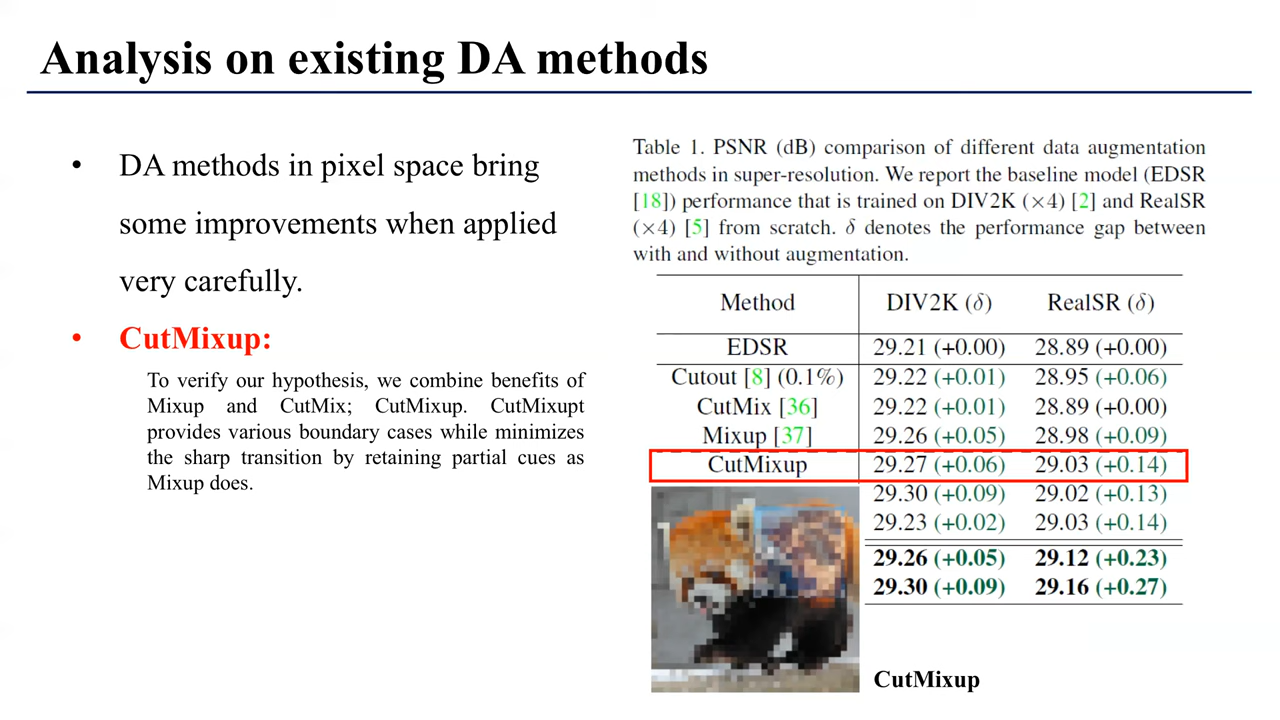 Analysis on existing DA methods
• DA methods in pixel space bring
some improvements when applied
very carefully.
• CutMixup:
To verify our hypothesis, we combine benefits of
Mixup and CutMix; CutMixup. CutMixupt
provides various boundary cases while minimizes
the sharp transition by retaining partial cues as
Mixup does.
Table 1. PSNR (dB) comparison of different data augmentation
methods in super-resolution. We report the baseline model (EDSR
[18]) performance that is trained on DIV2K (×4) [2] and RealSR
(×4) [5] from scratch. δ denotes the performance gap between
with and without augmentation.
Method DIV2K (δ) RealSR (δ)
EDSR 29.21 (+0.00) 28.89 (+0.00)
Cutout [8] (0.1%) 29.22 (+0.01) 28.95 (+0.06)
CutMix [36] 29.22 (+0.01) 28.89 (+0.00)
Mixup [37] 29.26 (+0.05) 28.98 (+0.09)
CutMixup 29.27 (+0.06) 29.03 (+0.14)
29.30 (+0.09) 29.02 (+0.13)
29.23 (+0.02) 29.03 (+0.14)
29.26 (+0.05) 29.12 (+0.23)
29.30 (+0.09) 29.16 (+0.27)
CutMixup